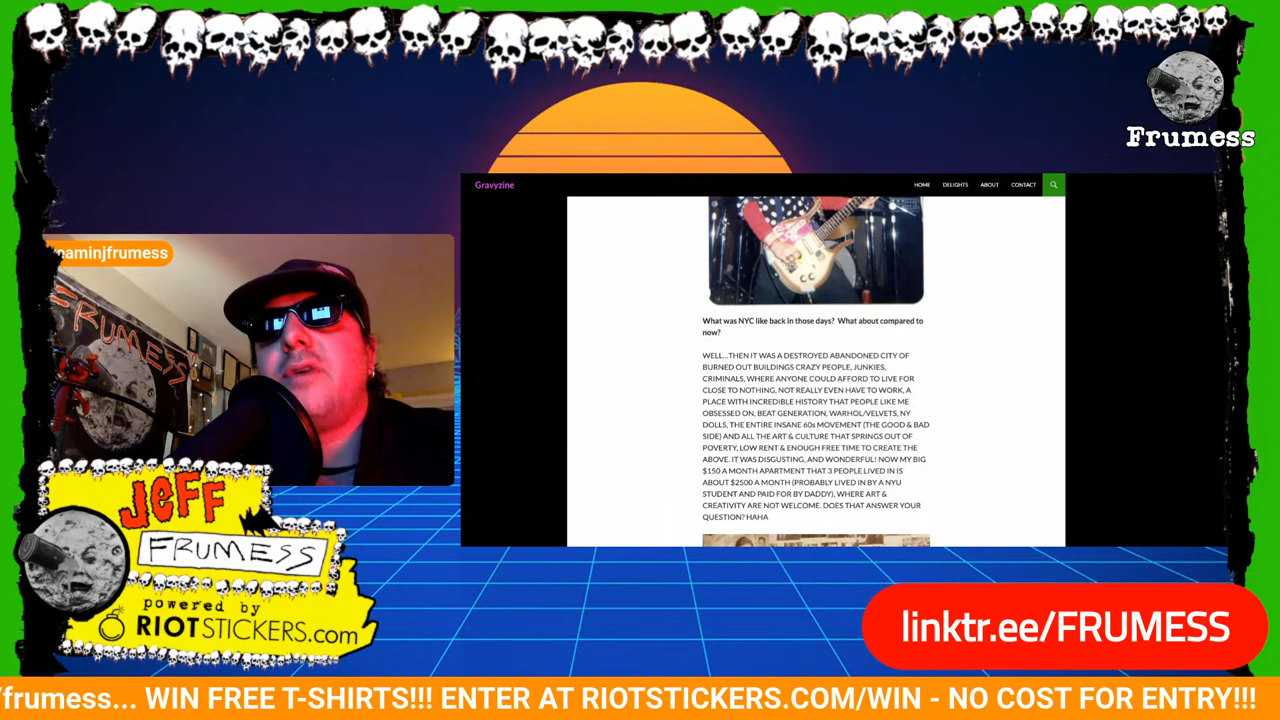 Frumess
Gravyzine
HOME DELIGHTS ABOUT CONTACT
What was NYC like back in those days? What about compared to
now?
WELL...THEN IT WAS A DESTROYED ABANDONED CITY OF
BURNED OUT BUILDINGS CRAZY PEOPLE, JUNKIES,
CRIMINALS, WHERE ANYONE COULD AFFORD TO LIVE FOR
CLOSE TO NOTHING, NOT REALLY EVEN HAVE TO WORK. A
PLACE WITH INCREDIBLE HISTORY THAT PEOPLE LIKE ME
OBSESSED ON, BEAT GENERATION, WARHOL/VELVETS, NY
DOLLS, THE ENTIRE INSANE 60s MOVEMENT (THE GOOD & BAD
SIDE) AND ALL THE ART & CULTURE THAT SPRINGS OUT OF
POVERTY, LOW RENT & ENOUGH FREE TIME TO CREATE THE
ABOVE. IT WAS DISGUSTING, AND WONDERFUL! NOW MY BIG
$150 A MONTH APARTMENT THAT 3 PEOPLE LIVED IN IS
ABOUT $2500 A MONTH (PROBABLY LIVED IN BY A NYU
STUDENT AND PAID FOR BY DADDY), WHERE ART &
CREATIVITY ARE NOT WELCOME. DOES THAT ANSWER YOUR
QUESTION? HAHA
aminjfrumess
FRUMESS
JEFF
FRUMESS
powered by
RIOTSTICKERS.com
linktr.ee/FRUMESS
/frumess... WIN FREE T-SHIRTS!!! ENTER AT RIOTSTICKERS.COM/WIN - NO COST FOR ENTRY!!!